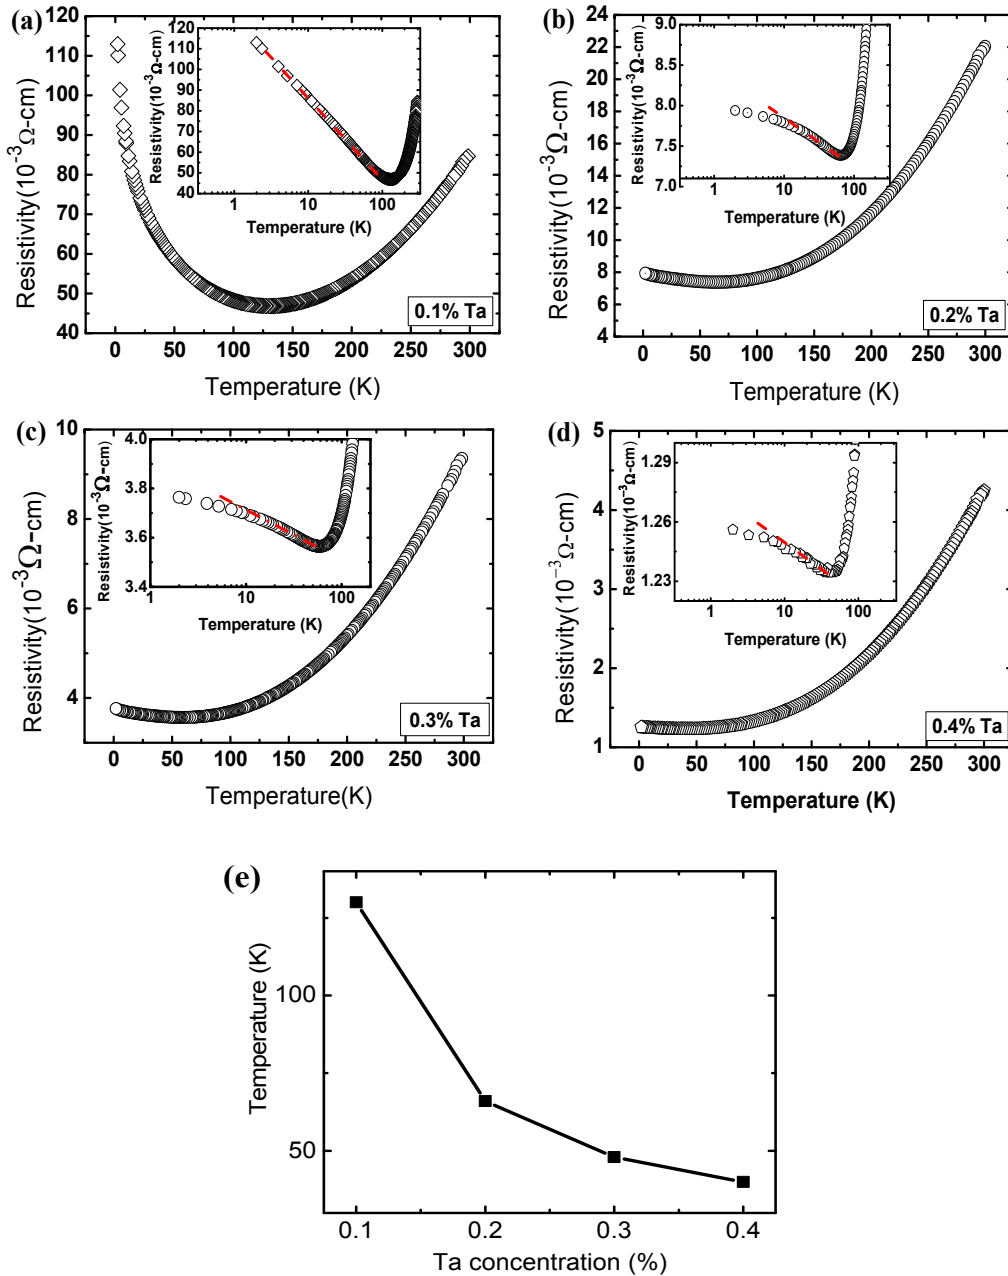 (a)
120
110
100
90
80
70
60
50
40
Resistivity(10⁻³Ω-cm)
0 50 100 150 200 250 300
Temperature (K)
0.1% Ta
120
110
100
90
80
70
60
50
40
Resistivity(10⁻³Ω-cm)
1 10 100
Temperature (K)
(b)
24
22
20
18
16
14
12
10
8
6
4
Resistivity(10⁻³Ω-cm)
0 50 100 150 200 250 300
Temperature (K)
0.2% Ta
9.0
8.5
8.0
7.5
7.0
Resistivity(10⁻³Ω-cm)
1 10 100
Temperature (K)
(c)
10
8
6
4
Resistivity(10⁻³Ω-cm)
0 50 100 150 200 250 300
Temperature(K)
0.3% Ta
4.0
3.8
3.6
3.4
Resistivity(10⁻³Ω-cm)
1 10 100
Temperature (K)
(d)
5
4
3
2
1
Resistivity(10⁻³Ω-cm)
0 50 100 150 200 250 300
Temperature (K)
0.4% Ta
1.29
1.26
1.23
Resistivity(10⁻³Ω-cm)
1 10 100
Temperature (K)
(e)
100
50
Temperature (K)
0.1 0.2 0.3 0.4
Ta concentration (%)